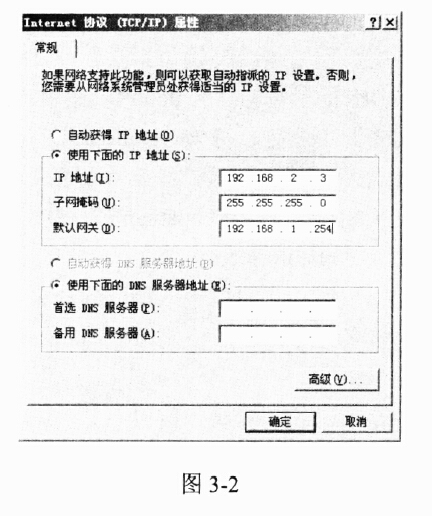 Internet 协议 (TCP/IP) 属性
常规
如果网络支持此功能,则可以获取自动指派的 IP 设置。否则,
您需要从网络系统管理员处获得适当的 IP 设置。
自动获得 IP 地址(O)
使用下面的 IP 地址(S):
IP 地址(I): 192 .168 . 2 . 3
子网掩码(U): 255 .255 .255 . 0
默认网关(D): 192 .168 . 1 .254
自动获得 DNS 服务器地址(B)
使用下面的 DNS 服务器地址(E):
首选 DNS 服务器(P): . . .
备用 DNS 服务器(A): . . .
高级(V)...
确定 取消
图 3-2